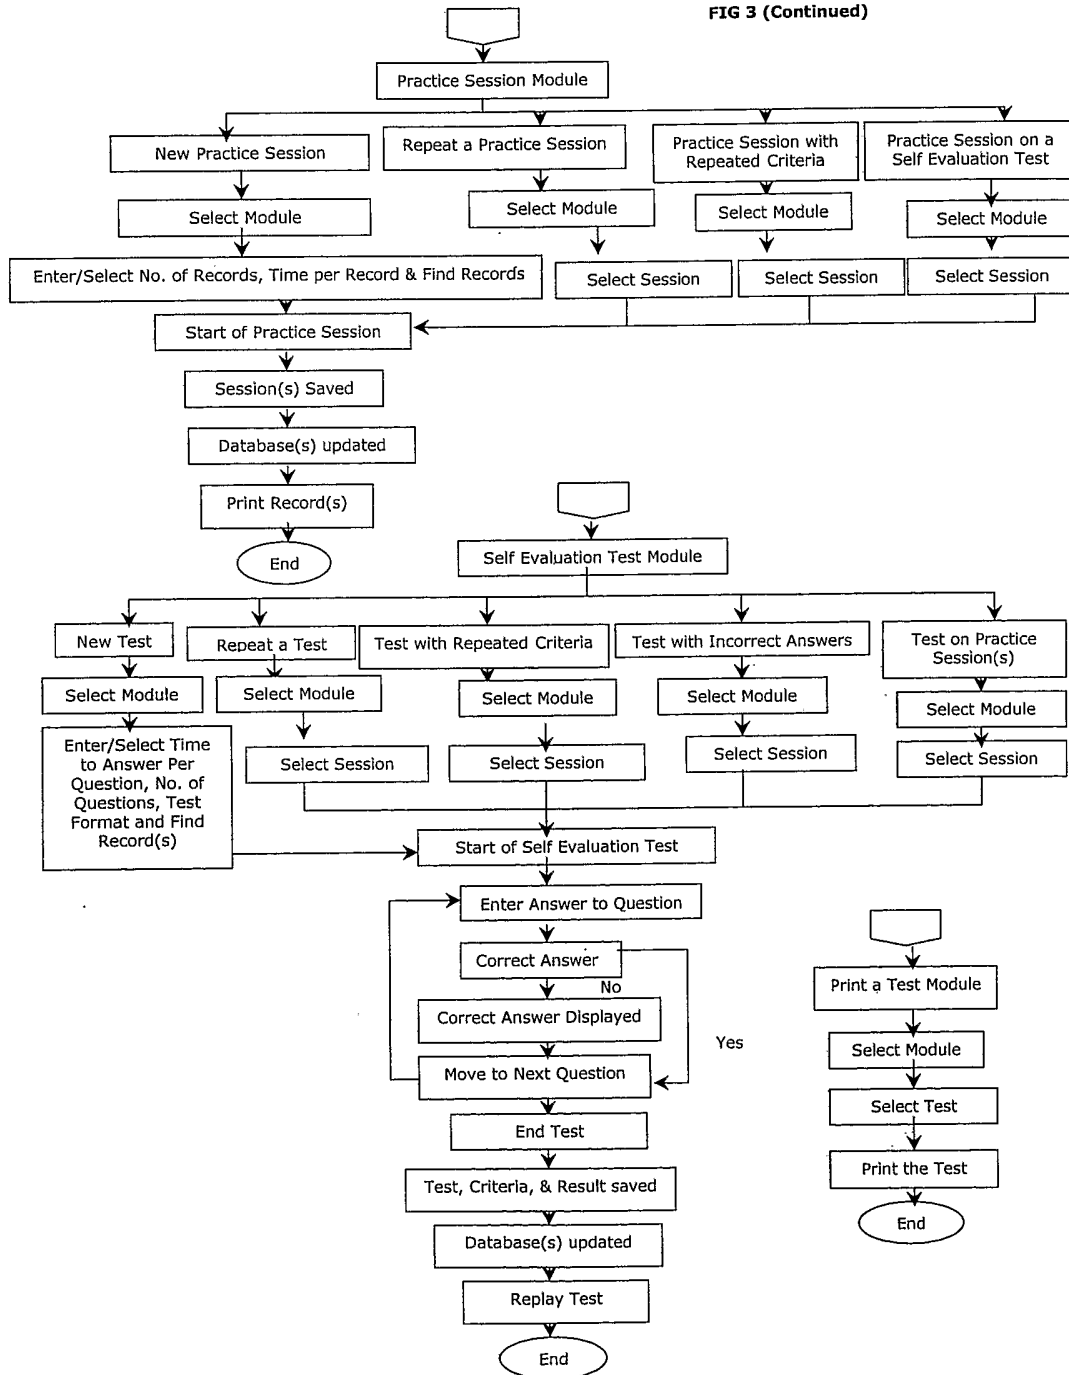 FIG 3 (Continued)
Practice Session Module
New Practice Session
Repeat a Practice Session
Practice Session with
Repeated Criteria
Practice Session on a
Self Evaluation Test
Select Module
Select Module
Select Module
Select Module
Enter/Select No. of Records, Time per Record & Find Records
Select Session
Select Session
Select Session
Start of Practice Session
Session(s) Saved
Database(s) updated
Print Record(s)
End
Self Evaluation Test Module
New Test
Repeat a Test
Test with Repeated Criteria
Test with Incorrect Answers
Test on Practice
Session(s)
Select Module
Select Module
Select Module
Select Module
Select Module
Enter/Select Time
to Answer Per
Question, No. of
Questions, Test
Format and Find
Record(s)
Select Session
Select Session
Select Session
Select Session
Start of Self Evaluation Test
Enter Answer to Question
Correct Answer
No
Correct Answer Displayed
Yes
Move to Next Question
End Test
Test, Criteria, & Result saved
Database(s) updated
Replay Test
End
Print a Test Module
Select Module
Select Test
Print the Test
End